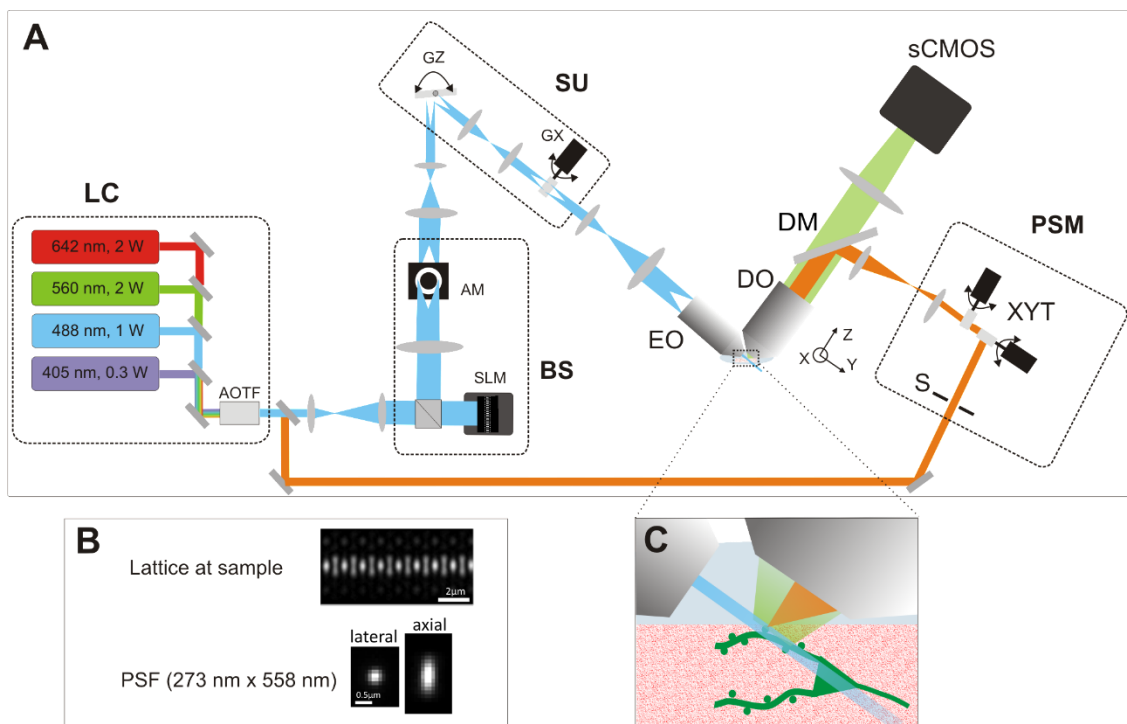 A
GZ
SU
sCMOS
GX
LC
DM
PSM
642 nm, 2 W
560 nm, 2 W
AM
DO
XYT
488 nm, 1 W
EO
Z
X
Y
BS
405 nm, 0.3 W
SLM
S
AOTF
B
Lattice at sample
2µm
lateral
axial
PSF (273 nm x 558 nm)
0.5µm
C